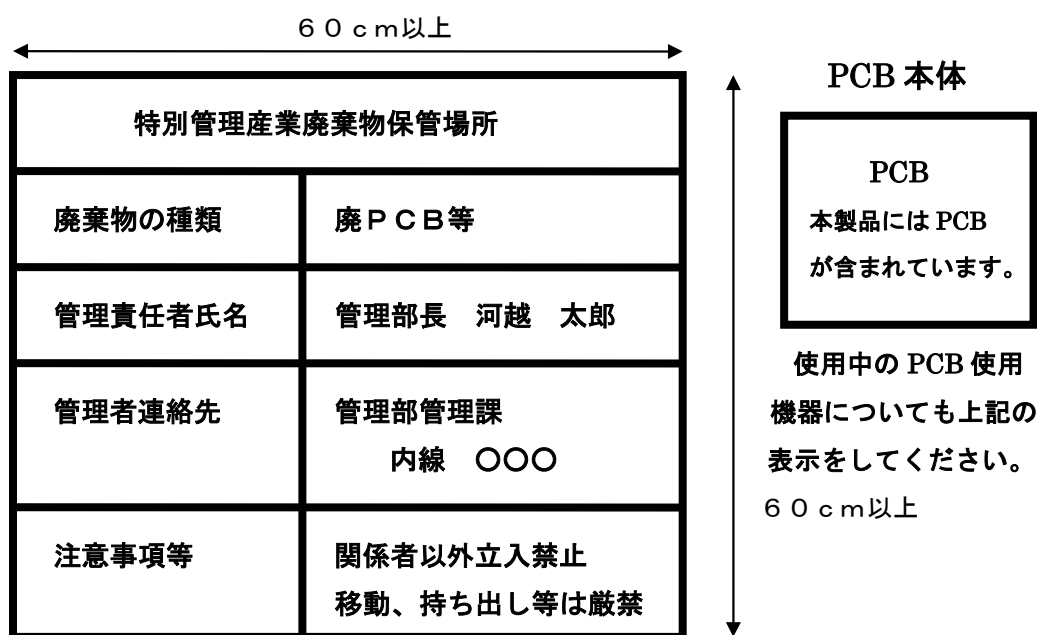 ６０ｃｍ以上
特別管理産業廃棄物保管場所
廃棄物の種類
廃ＰＣＢ等
管理責任者氏名
管理部長　河越　太郎
管理者連絡先
管理部管理課
内線　〇〇〇
注意事項等
関係者以外立入禁止
移動、持ち出し等は厳禁
６０ｃｍ以上
PCB 本体
PCB
本製品には PCB
が含まれています。
使用中の PCB 使用
機器についても上記の
表示をしてください。